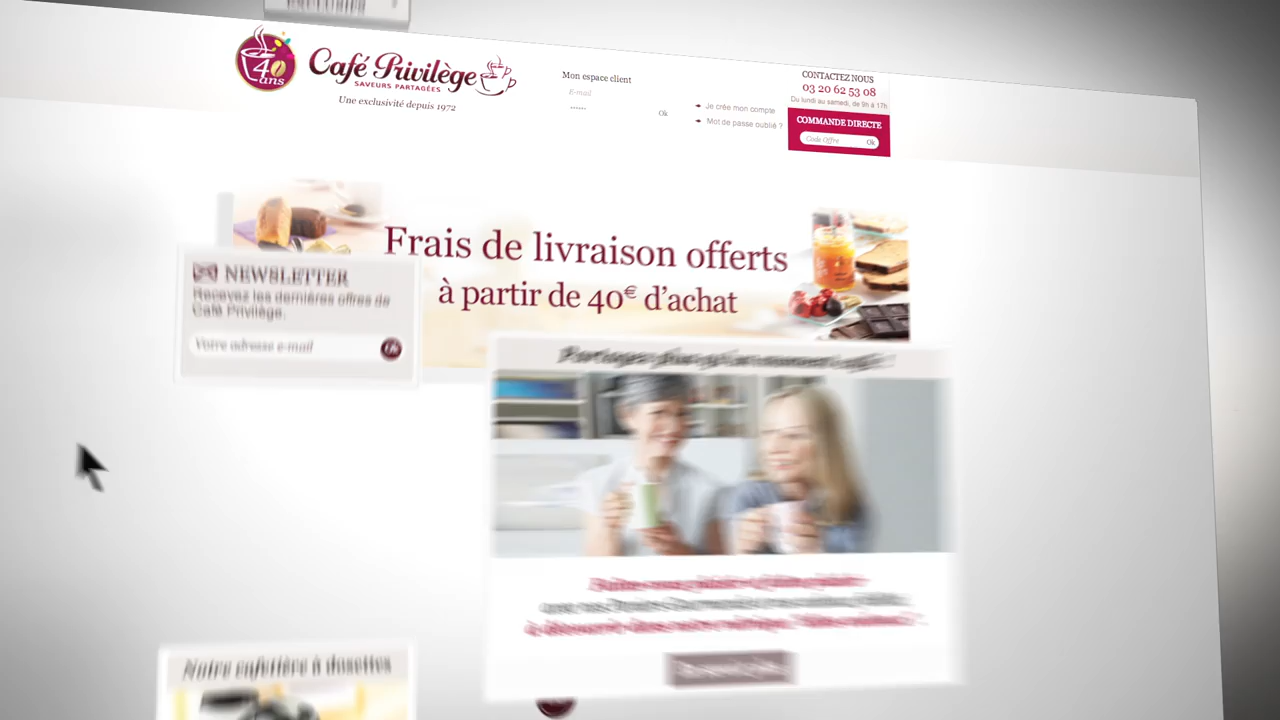 40
ans
Café Privilège
SAVEURS PARTAGÉES
Une exclusivité depuis 1972
Mon espace client
E-mail
••••••
Ok
Je crée mon compte
Mot de passe oublié ?
CONTACTEZ NOUS
03 20 62 53 08
Du lundi au samedi, de 9h à 17h
COMMANDE DIRECTE
Code Offre
Ok
Frais de livraison offerts
à partir de 40€ d'achat
NEWSLETTER
Recevez les dernières offres de
Café Privilège.
Votre adresse e-mail
Ok
Notre cafetière à dosettes